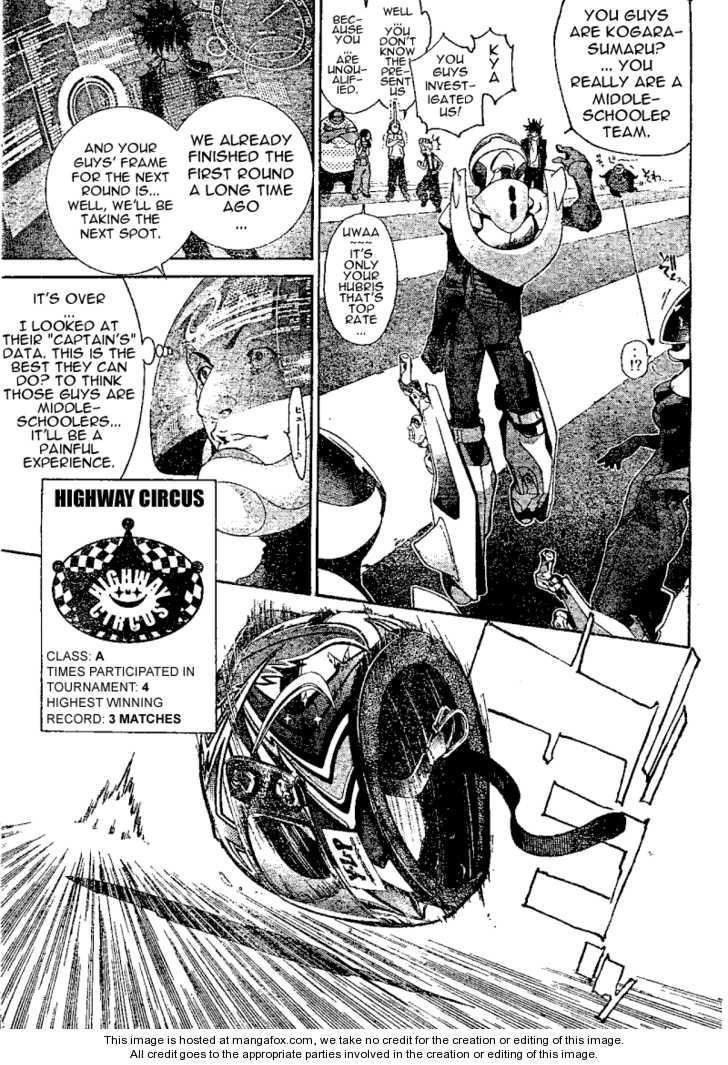 YOU GUYS
ARE KOGARA-
SUMARU?
... YOU
REALLY ARE A
MIDDLE-
SCHOOLER
TEAM.
KYA
YOU
GUYS
INVEST-
IGATED
US!
WELL
...
YOU
DON'T
KNOW
THE
PRE-
SENT
US
BEC-
AUSE
YOU
...
ARE
UNQU-
ALIF-
IED.
UWAA
~~~
IT'S
ONLY
YOUR
HUBRIS
THAT'S
TOP
RATE
...
!?
WE ALREADY
FINISHED THE
FIRST ROUND
A LONG TIME
AGO
...
AND YOUR
GUYS' FRAME
FOR THE NEXT
ROUND IS...
WELL, WE'LL BE
TAKING THE
NEXT SPOT.
IT'S OVER
...
I LOOKED AT
THEIR "CAPTAIN'S"
DATA. THIS IS THE
BEST THEY CAN
DO? TO THINK
THOSE GUYS ARE
MIDDLE-
SCHOOLERS...
IT'LL BE A
PAINFUL
EXPERIENCE.
HIGHWAY CIRCUS
HIGHWAY
CIRCUS
CLASS: A
TIMES PARTICIPATED IN
TOURNAMENT: 4
HIGHEST WINNING
RECORD: 3 MATCHES
This image is hosted at mangafox.com, we take no credit for the creation or editing of this image.
All credit goes to the appropriate parties involved in the creation or editing of this image.